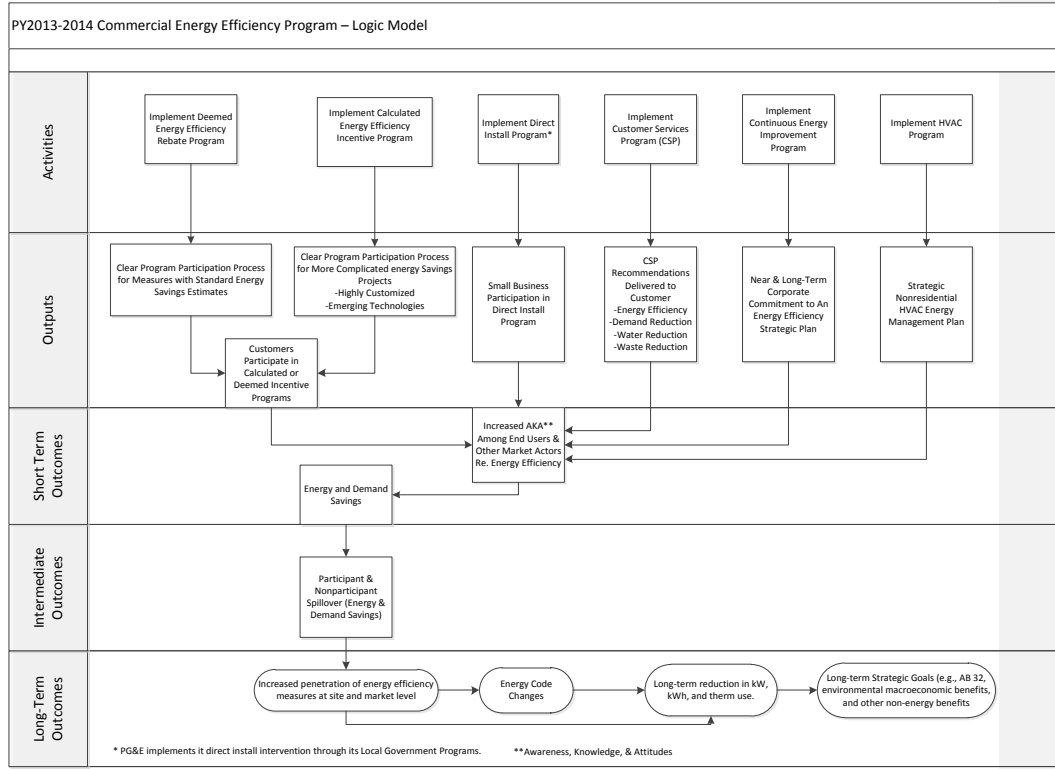 PY2013-2014 Commercial Energy Efficiency Program – Logic Model
Activities
Implement Deemed
Energy Efficiency
Rebate Program
Implement Calculated
Energy Efficiency
Incentive Program
Implement Direct
Install Program*
Implement
Customer Services
Program (CSP)
Implement
Continuous Energy
Improvement
Program
Implement HVAC
Program
Outputs
Clear Program Participation Process
for Measures with Standard Energy
Savings Estimates
Clear Program Participation Process
for More Complicated energy Savings
Projects
-Highly Customized
-Emerging Technologies
Small Business
Participation in
Direct Install
Program
CSP
Recommendations
Delivered to
Customer
-Energy Efficiency
-Demand Reduction
-Water Reduction
-Waste Reduction
Near & Long-Term
Corporate
Commitment to An
Energy Efficiency
Strategic Plan
Strategic
Nonresidential
HVAC Energy
Management Plan
Customers
Participate in
Calculated or
Deemed Incentive
Programs
Short Term
Outcomes
Increased AKA**
Among End Users &
Other Market Actors
Re. Energy Efficiency
Energy and Demand
Savings
Intermediate
Outcomes
Participant &
Nonparticipant
Spillover (Energy &
Demand Savings)
Long-Term
Outcomes
Increased penetration of energy efficiency
measures at site and market level
Energy Code
Changes
Long-term reduction in kW,
kWh, and therm use.
Long-term Strategic Goals (e.g., AB 32,
environmental macroeconomic benefits,
and other non-energy benefits
* PG&E implements it direct install intervention through its Local Government Programs.
**Awareness, Knowledge, & Attitudes